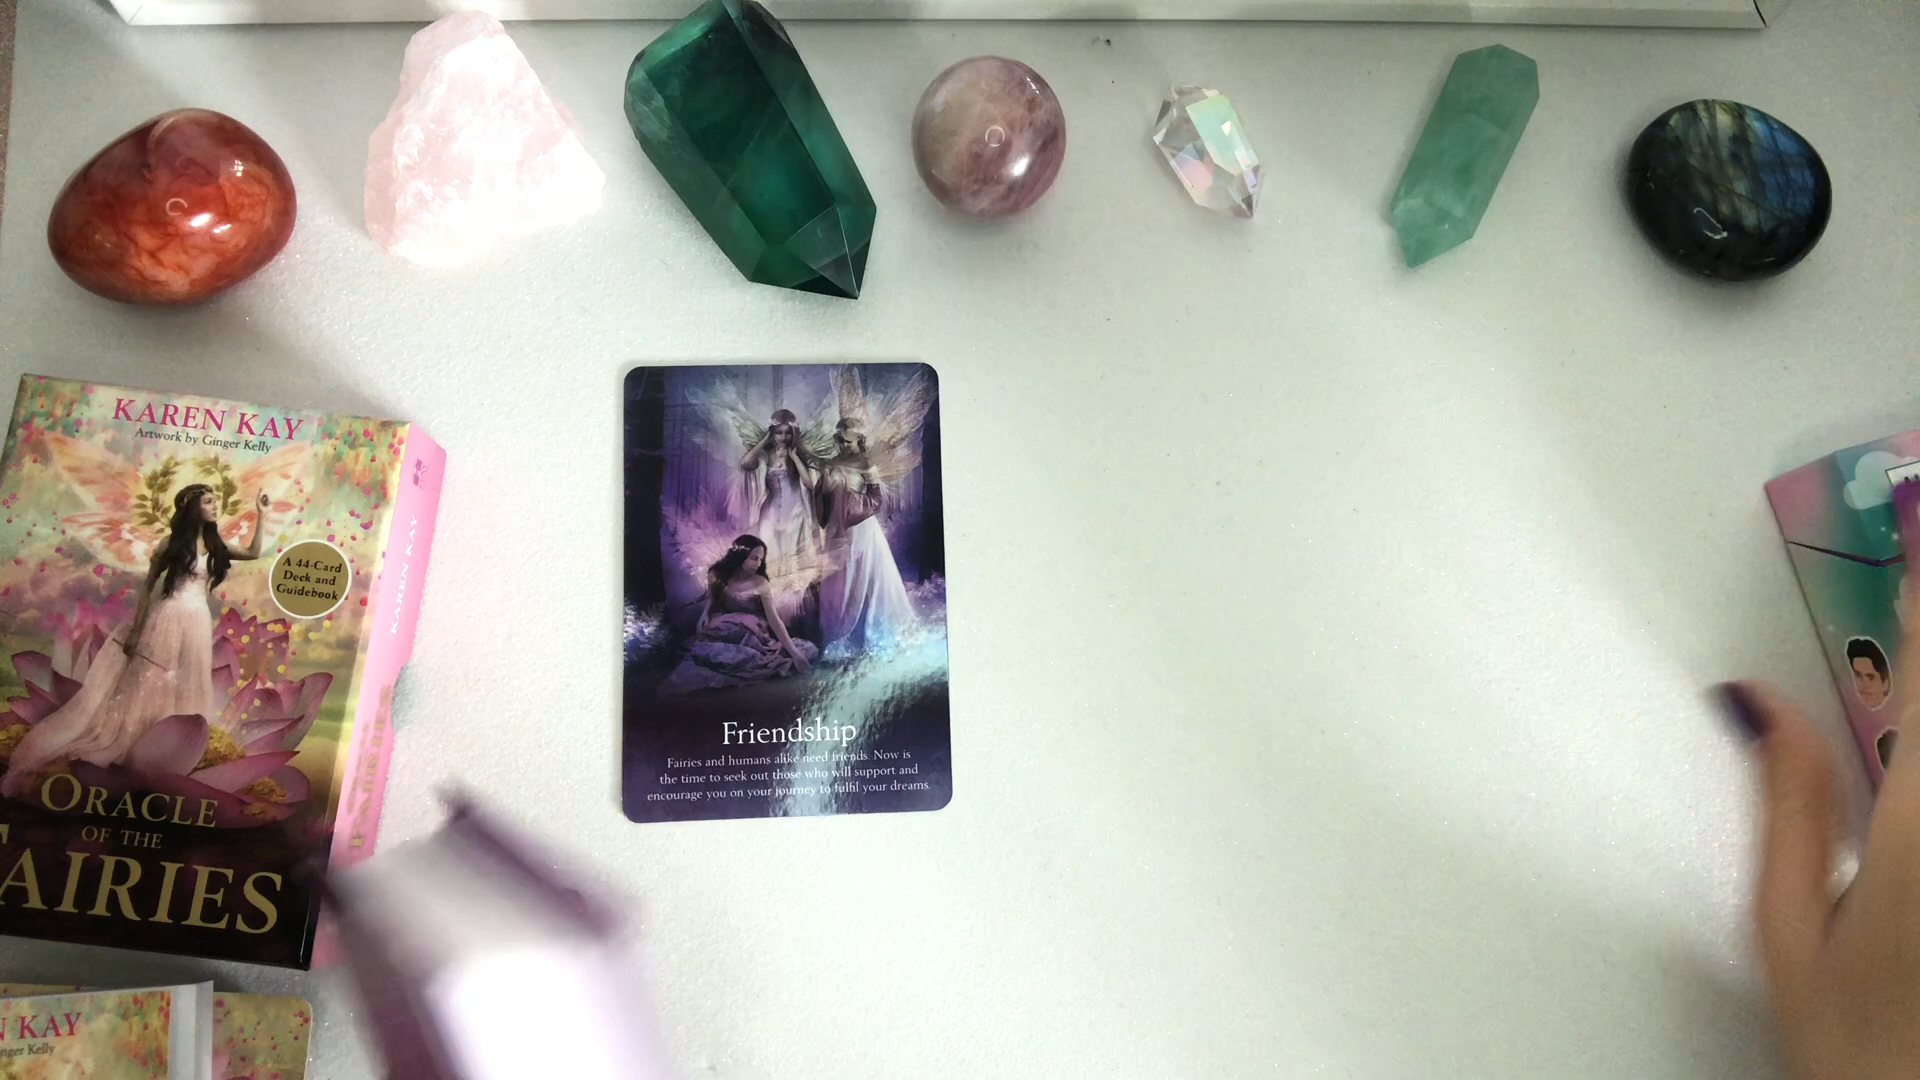 KAREN KAY
Artwork by Ginger Kelly
A 44-Card
Deck and
Guidebook
ORACLE
OF THE
FAIRIES
KAREN KAY
Friendship
Fairies and humans alike need friends. Now is
the time to seek out those who will support and
encourage you on your journey to fulfil your dreams.
N KAY
nger Kelly